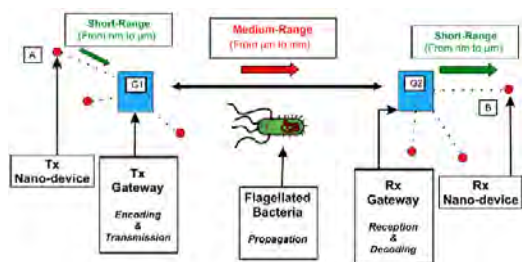 Short-Range
(From nm to µm)
Medium-Range
(From µm to mm)
Short-Range
(From nm to µm)
A
G1
G2
B
Tx
Nano-device
Tx
Gateway
Encoding
&
Transmission
Flagellated
Bacteria
Propagation
Rx
Gateway
Reception
&
Decoding
Rx
Nano-device